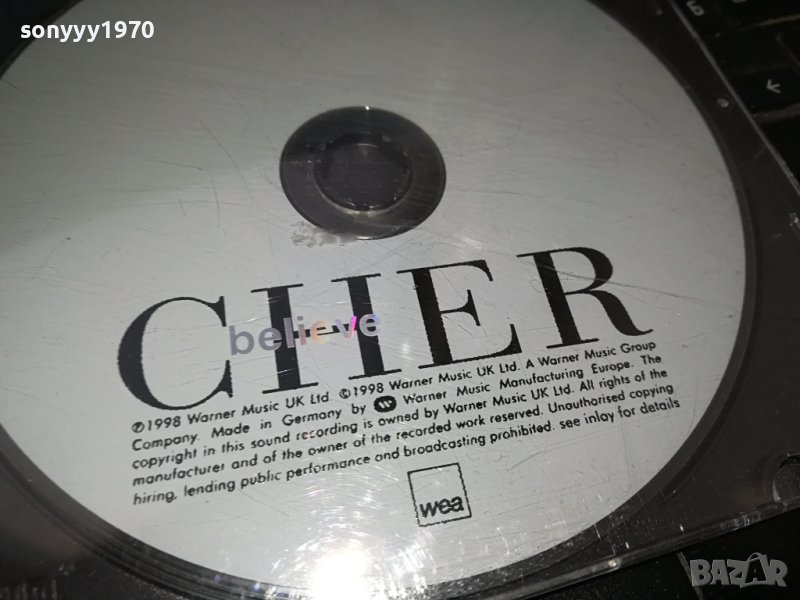 sonyyy1970
CHER
believe
℗1998 Warner Music UK Ltd. ©1998 Warner Music UK Ltd. A Warner Music Group
Company. Made in Germany by Warner Music Manufacturing Europe. The
copyright in this sound recording is owned by Warner Music UK Ltd. All rights of the
manufacturer and of the owner of the recorded work reserved. Unauthorised copying
hiring, lending public performance and broadcasting prohibited. see inlay for details
wea
BAZAR